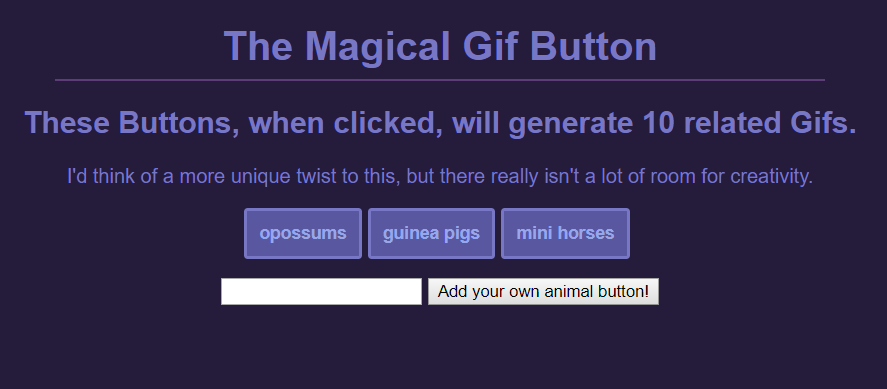 The Magical Gif Button
These Buttons, when clicked, will generate 10 related Gifs.
I'd think of a more unique twist to this, but there really isn't a lot of room for creativity.
opossums guinea pigs mini horses
Add your own animal button!